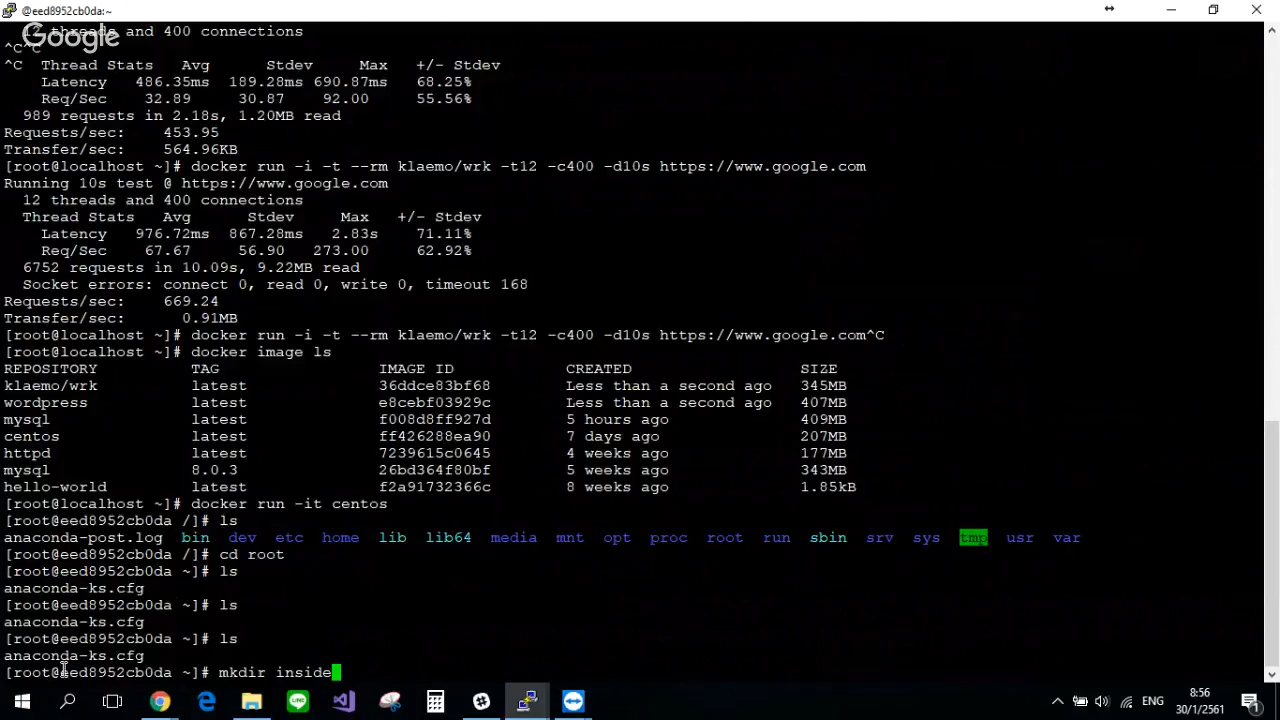 @eed8952cb0da:~
12 threads and 400 connections
Google
^C^C
^C  Thread Stats   Avg      Stdev     Max   +/- Stdev
Latency   486.35ms  189.28ms 690.87ms   68.25%
Req/Sec    32.89     30.87    92.00     55.56%
989 requests in 2.18s, 1.20MB read
Requests/sec:    453.95
Transfer/sec:    564.96KB
[root@localhost ~]# docker run -i -t --rm klaemo/wrk -t12 -c400 -d10s https://www.google.com
Running 10s test @ https://www.google.com
12 threads and 400 connections
Thread Stats   Avg      Stdev     Max   +/- Stdev
Latency   976.72ms  867.28ms   2.83s    71.11%
Req/Sec    67.67     56.90   273.00     62.92%
6752 requests in 10.09s, 9.22MB read
Socket errors: connect 0, read 0, write 0, timeout 168
Requests/sec:    669.24
Transfer/sec:      0.91MB
[root@localhost ~]# docker run -i -t --rm klaemo/wrk -t12 -c400 -d10s https://www.google.com^C
[root@localhost ~]# docker image ls
REPOSITORY          TAG                 IMAGE ID            CREATED                  SIZE
klaemo/wrk          latest              36ddce83bf68        Less than a second ago   345MB
wordpress           latest              e8cebf03929c        Less than a second ago   407MB
mysql               latest              f008d8ff927d        5 hours ago              409MB
centos              latest              ff426288ea90        7 days ago               207MB
httpd               latest              7239615c0645        4 weeks ago              177MB
mysql               8.0.3               26bd364f80bf        5 weeks ago              343MB
hello-world         latest              f2a91732366c        8 weeks ago              1.85kB
[root@localhost ~]# docker run -it centos
[root@eed8952cb0da /]# ls
anaconda-post.log  bin  dev  etc  home  lib  lib64  media  mnt  opt  proc  root  run  sbin  srv  sys  tmp  usr  var
[root@eed8952cb0da /]# cd root
[root@eed8952cb0da ~]# ls
anaconda-ks.cfg
[root@eed8952cb0da ~]# ls
anaconda-ks.cfg
[root@eed8952cb0da ~]# ls
anaconda-ks.cfg
[root@eed8952cb0da ~]# mkdir inside
ENG
8:56
30/1/2561